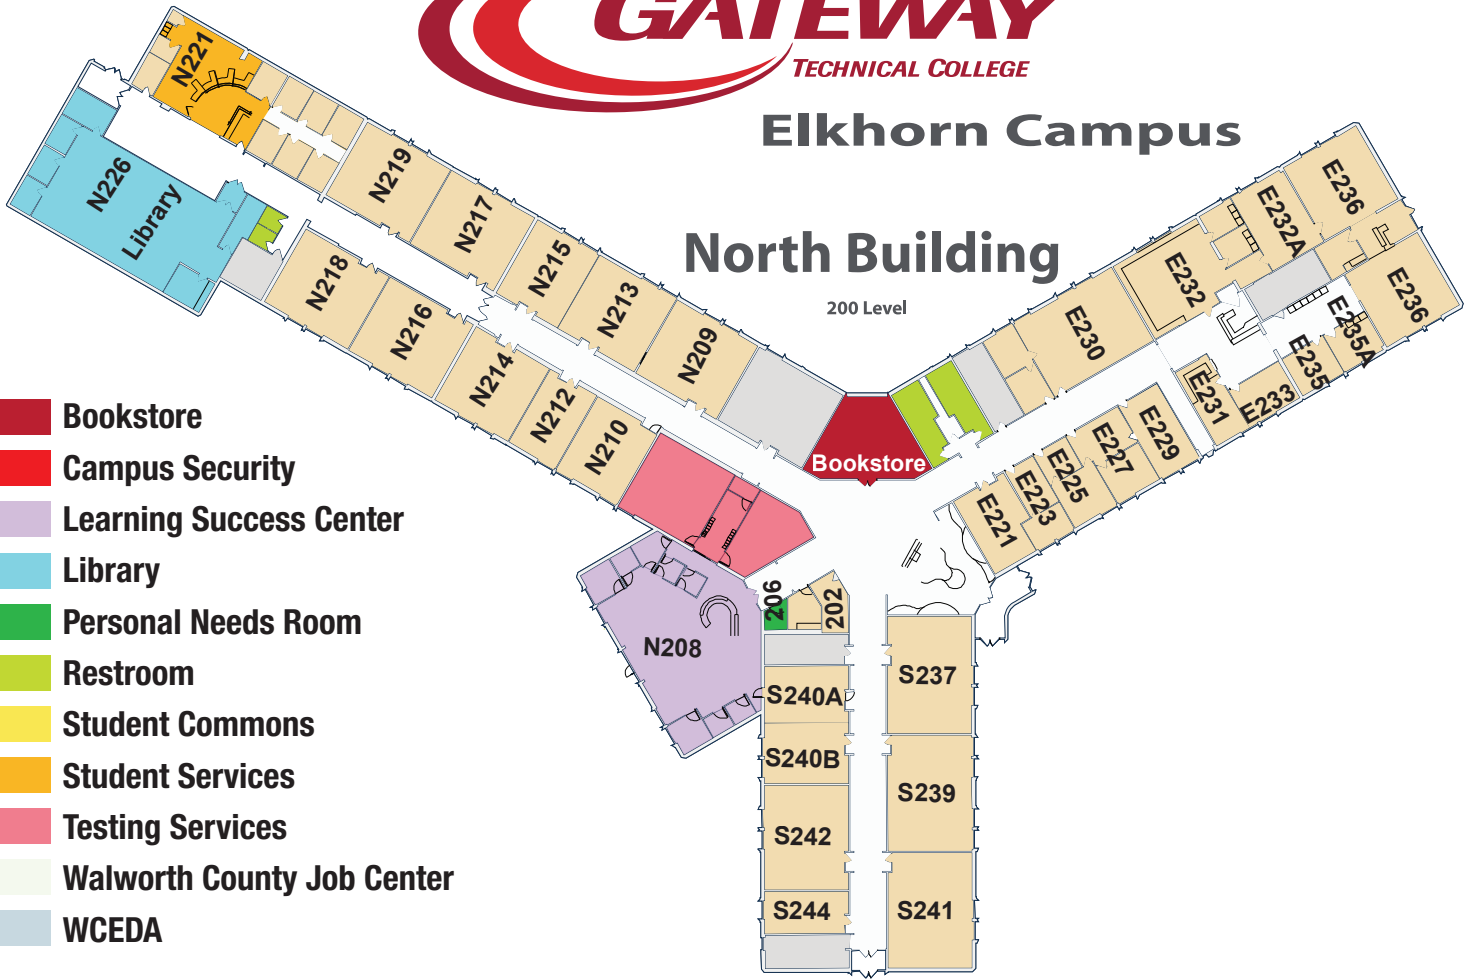 GATEWAY
TECHNICAL COLLEGE
Elkhorn Campus
North Building
200 Level
N221
N226
Library
N219
N217
N215
N213
N209
N218
N216
N214
N212
N210
Bookstore
E236
E232A
E232
E230
E236
E235A
E235
E233
E231
E229
E227
E225
E223
E221
206
202
N208
S237
S240A
S240B
S239
S242
S244
S241
Bookstore
Campus Security
Learning Success Center
Library
Personal Needs Room
Restroom
Student Commons
Student Services
Testing Services
Walworth County Job Center
WCEDA